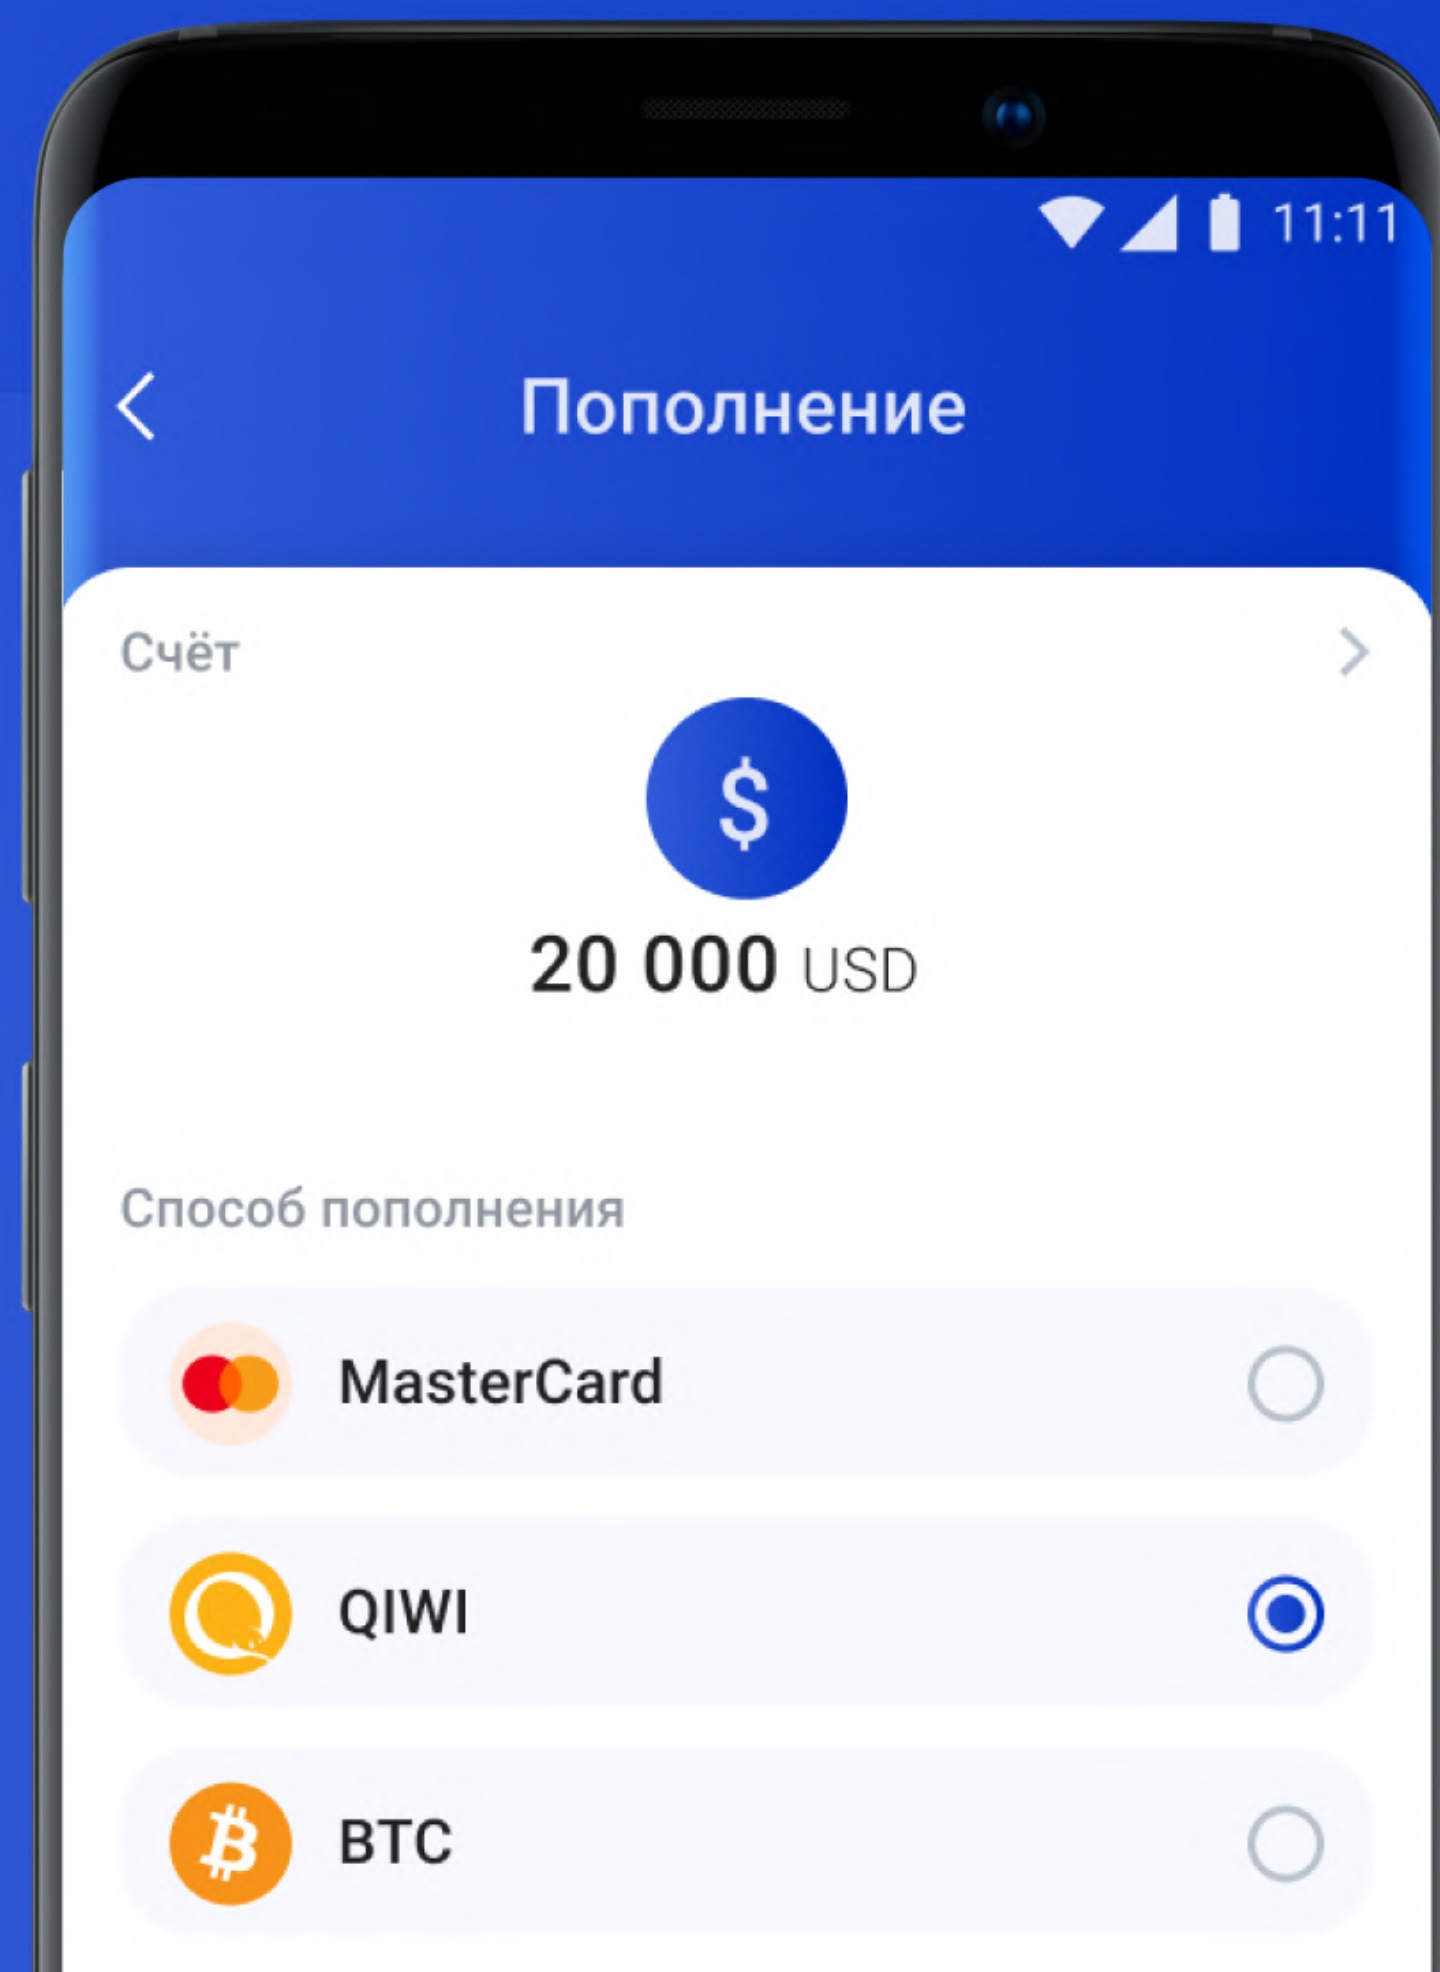 11:11
Пополнение
Счёт
$
20 000 USD
Способ пополнения
MasterCard
QIWI
BTC